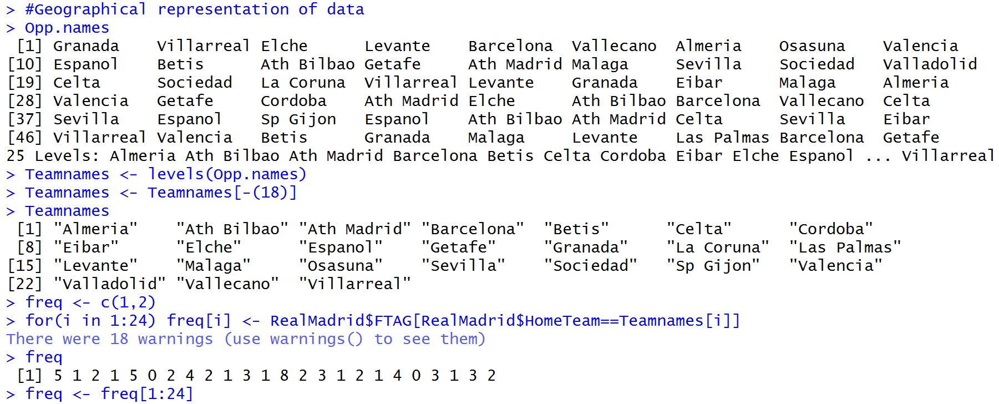 > #Geographical representation of data
> Opp.names
 [1] Granada    Villarreal Elche      Levante    Barcelona  Vallecano  Almeria    Osasuna    Valencia
[10] Espanol    Betis      Ath Bilbao Getafe     Ath Madrid Malaga     Sevilla    Sociedad   Valladolid
[19] Celta      Sociedad   La Coruna  Villarreal Levante    Granada    Eibar      Malaga     Almeria
[28] Valencia   Getafe     Cordoba    Ath Madrid Elche      Ath Bilbao Barcelona  Vallecano  Celta
[37] Sevilla    Espanol    Sp Gijon   Espanol    Ath Bilbao Ath Madrid Celta      Sevilla    Eibar
[46] Villarreal Valencia   Betis      Granada    Malaga     Levante    Las Palmas Barcelona  Getafe
25 Levels: Almeria Ath Bilbao Ath Madrid Barcelona Betis Celta Cordoba Eibar Elche Espanol ... Villarreal
> Teamnames <- levels(Opp.names)
> Teamnames <- Teamnames[-(18)]
> Teamnames
 [1] "Almeria"    "Ath Bilbao" "Ath Madrid" "Barcelona"  "Betis"      "Celta"      "Cordoba"
 [8] "Eibar"      "Elche"      "Espanol"    "Getafe"     "Granada"    "La Coruna"  "Las Palmas"
[15] "Levante"    "Malaga"     "Osasuna"    "Sevilla"    "Sociedad"   "Sp Gijon"   "Valencia"
[22] "Valladolid" "Vallecano"  "Villarreal"
> freq <- c(1,2)
> for(i in 1:24) freq[i] <- RealMadrid$FTAG[RealMadrid$HomeTeam==Teamnames[i]]
There were 18 warnings (use warnings() to see them)
> freq
 [1] 5 1 2 1 5 0 2 4 2 1 3 1 8 2 3 1 2 1 4 0 3 1 3 2
> freq <- freq[1:24]